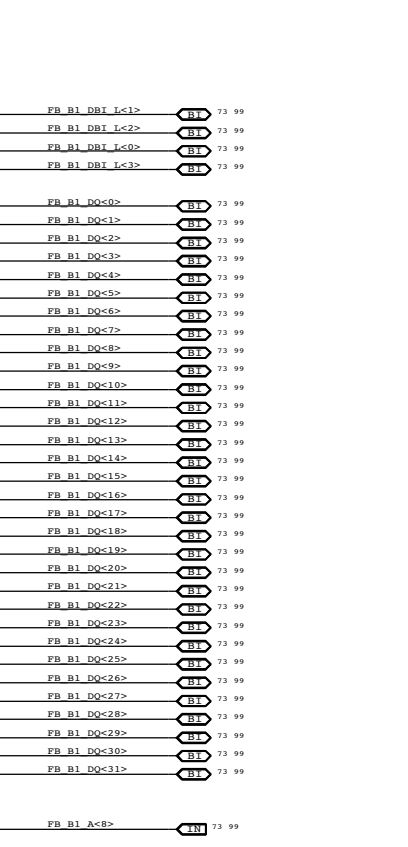 FB_B1_DBI_L<1> BI 73 99
FB_B1_DBI_L<2> BI 73 99
FB_B1_DBI_L<0> BI 73 99
FB_B1_DBI_L<3> BI 73 99
FB_B1_DQ<0> BI 73 99
FB_B1_DQ<1> BI 73 99
FB_B1_DQ<2> BI 73 99
FB_B1_DQ<3> BI 73 99
FB_B1_DQ<4> BI 73 99
FB_B1_DQ<5> BI 73 99
FB_B1_DQ<6> BI 73 99
FB_B1_DQ<7> BI 73 99
FB_B1_DQ<8> BI 73 99
FB_B1_DQ<9> BI 73 99
FB_B1_DQ<10> BI 73 99
FB_B1_DQ<11> BI 73 99
FB_B1_DQ<12> BI 73 99
FB_B1_DQ<13> BI 73 99
FB_B1_DQ<14> BI 73 99
FB_B1_DQ<15> BI 73 99
FB_B1_DQ<16> BI 73 99
FB_B1_DQ<17> BI 73 99
FB_B1_DQ<18> BI 73 99
FB_B1_DQ<19> BI 73 99
FB_B1_DQ<20> BI 73 99
FB_B1_DQ<21> BI 73 99
FB_B1_DQ<22> BI 73 99
FB_B1_DQ<23> BI 73 99
FB_B1_DQ<24> BI 73 99
FB_B1_DQ<25> BI 73 99
FB_B1_DQ<26> BI 73 99
FB_B1_DQ<27> BI 73 99
FB_B1_DQ<28> BI 73 99
FB_B1_DQ<29> BI 73 99
FB_B1_DQ<30> BI 73 99
FB_B1_DQ<31> BI 73 99
FB_B1_A<8> IN 73 99